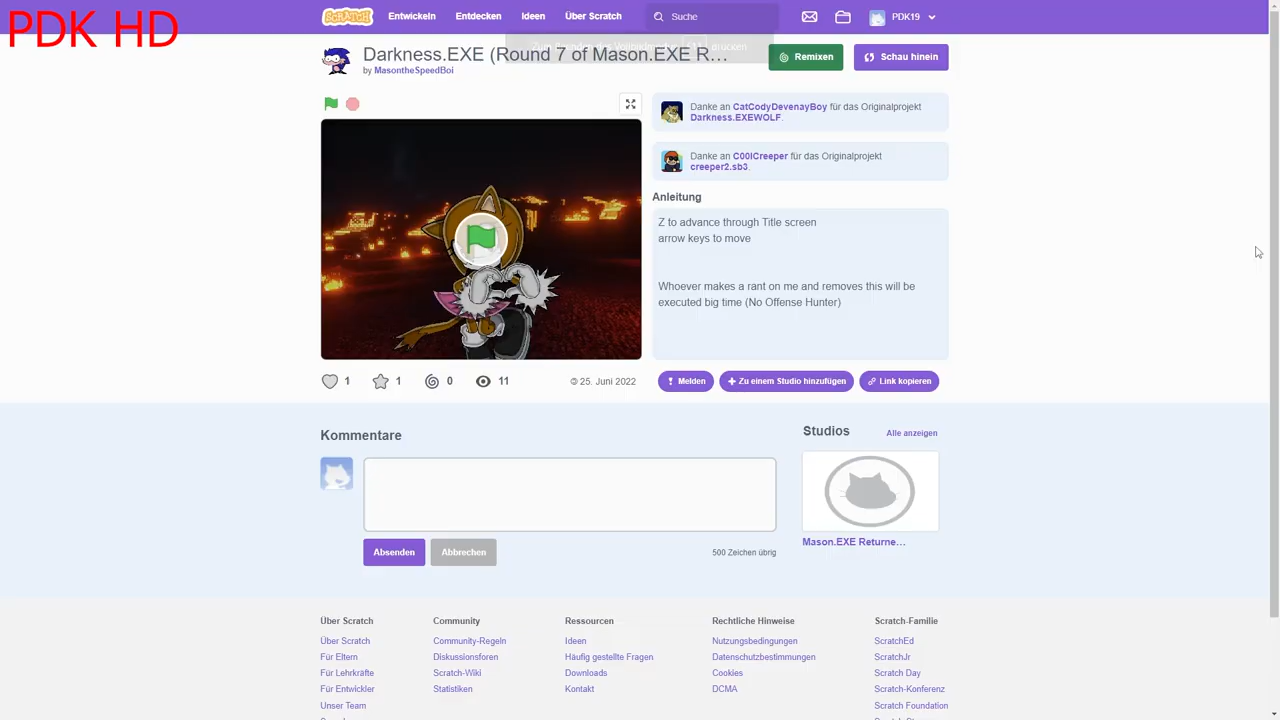 PDK HD
SCRATCH
Entwickeln
Entdecken
Ideen
Über Scratch
Suche
PDK19
Darkness.EXE (Round 7 of Mason.EXE R…
by MasontheSpeedBoi
Remixen
Schau hinein
Danke an CatCodyDevenayBoy für das Originalprojekt
Darkness.EXEWOLF.
Danke an C00lCreeper für das Originalprojekt
creeper2.sb3.
Anleitung
Z to advance through Title screen
arrow keys to move
Whoever makes a rant on me and removes this will be
executed big time (No Offense Hunter)
1
1
0
11
© 25. Juni 2022
Melden
Zu einem Studio hinzufügen
Link kopieren
Kommentare
Absenden
Abbrechen
500 Zeichen übrig
Studios
Alle anzeigen
Mason.EXE Returne…
Über Scratch
Über Scratch
Für Eltern
Für Lehrkräfte
Für Entwickler
Unser Team
Community
Community-Regeln
Diskussionsforen
Scratch-Wiki
Statistiken
Ressourcen
Ideen
Häufig gestellte Fragen
Downloads
Kontakt
Rechtliche Hinweise
Nutzungsbedingungen
Datenschutzbestimmungen
Cookies
DCMA
Scratch-Familie
ScratchEd
ScratchJr
Scratch Day
Scratch-Konferenz
Scratch Foundation